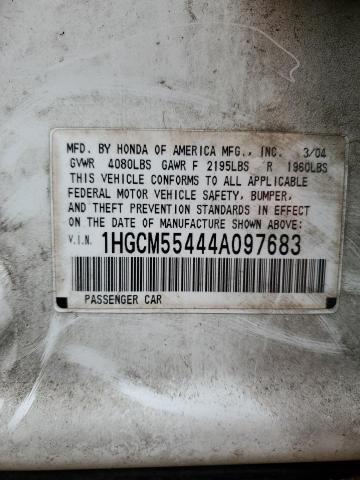 MFD. BY HONDA OF AMERICA MFG., INC. 3/04
GVWR 4080LBS GAWR F 2195LBS R 1960LBS
THIS VEHICLE CONFORMS TO ALL APPLICABLE
FEDERAL MOTOR VEHICLE SAFETY, BUMPER,
AND THEFT PREVENTION STANDARDS IN EFFECT
ON THE DATE OF MANUFACTURE SHOWN ABOVE:
V.I.N. 1HGCM55444A097683
PASSENGER CAR